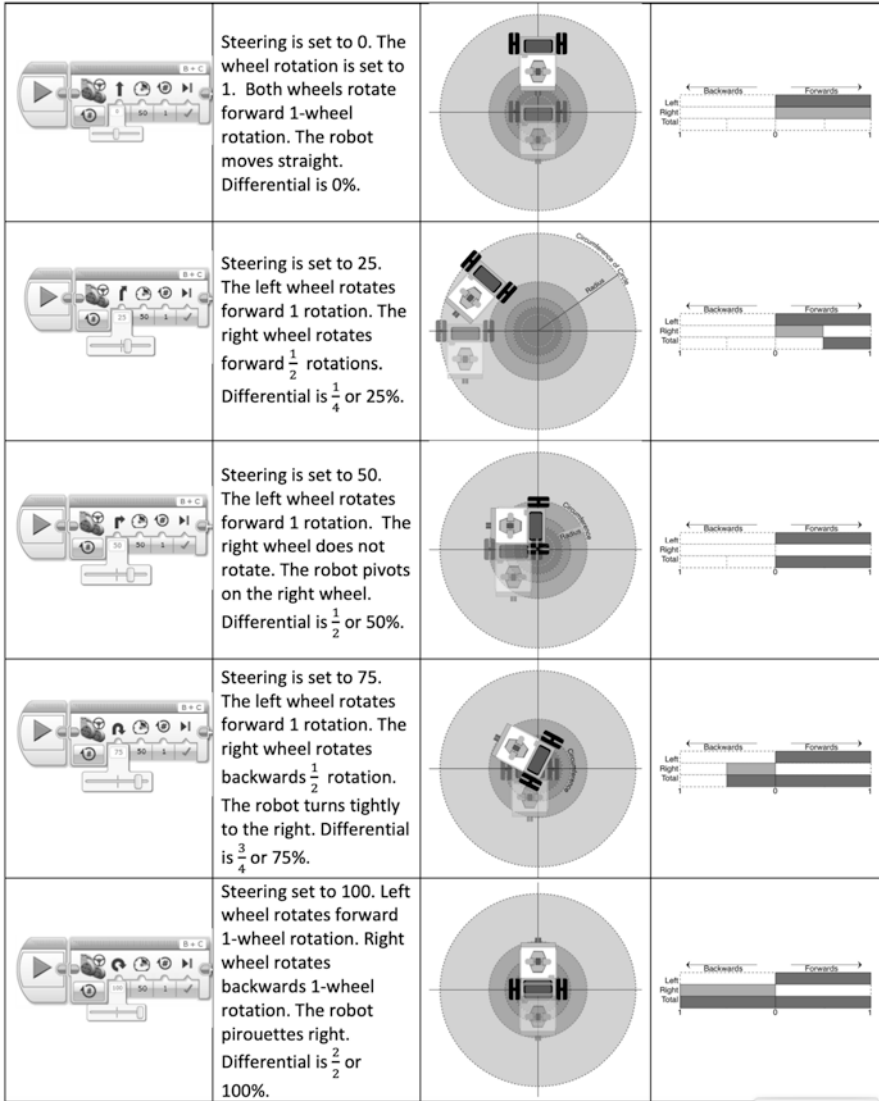 B + C
0 50 1
Steering is set to 0. The
wheel rotation is set to
1. Both wheels rotate
forward 1-wheel
rotation. The robot
moves straight.
Differential is 0%.
Backwards Forwards
Left
Right
Total
1 0 1
B + C
25 50 1
Steering is set to 25.
The left wheel rotates
forward 1 rotation. The
right wheel rotates
forward 1/2 rotations.
Differential is 1/4 or 25%.
Circumference of Circle
Radius
Backwards Forwards
Left
Right
Total
1 0 1
B + C
50 50 1
Steering is set to 50.
The left wheel rotates
forward 1 rotation. The
right wheel does not
rotate. The robot pivots
on the right wheel.
Differential is 1/2 or 50%.
Circumference
Radius
Backwards Forwards
Left
Right
Total
1 0 1
B + C
75 50 1
Steering is set to 75.
The left wheel rotates
forward 1 rotation. The
right wheel rotates
backwards 1/2 rotation.
The robot turns tightly
to the right. Differential
is 3/4 or 75%.
Circumference
Backwards Forwards
Left
Right
Total
1 0 1
B + C
100 50 1
Steering set to 100. Left
wheel rotates forward
1-wheel rotation. Right
wheel rotates
backwards 1-wheel
rotation. The robot
pirouettes right.
Differential is 2/2 or
100%.
Backwards Forwards
Left
Right
Total
1 0 1